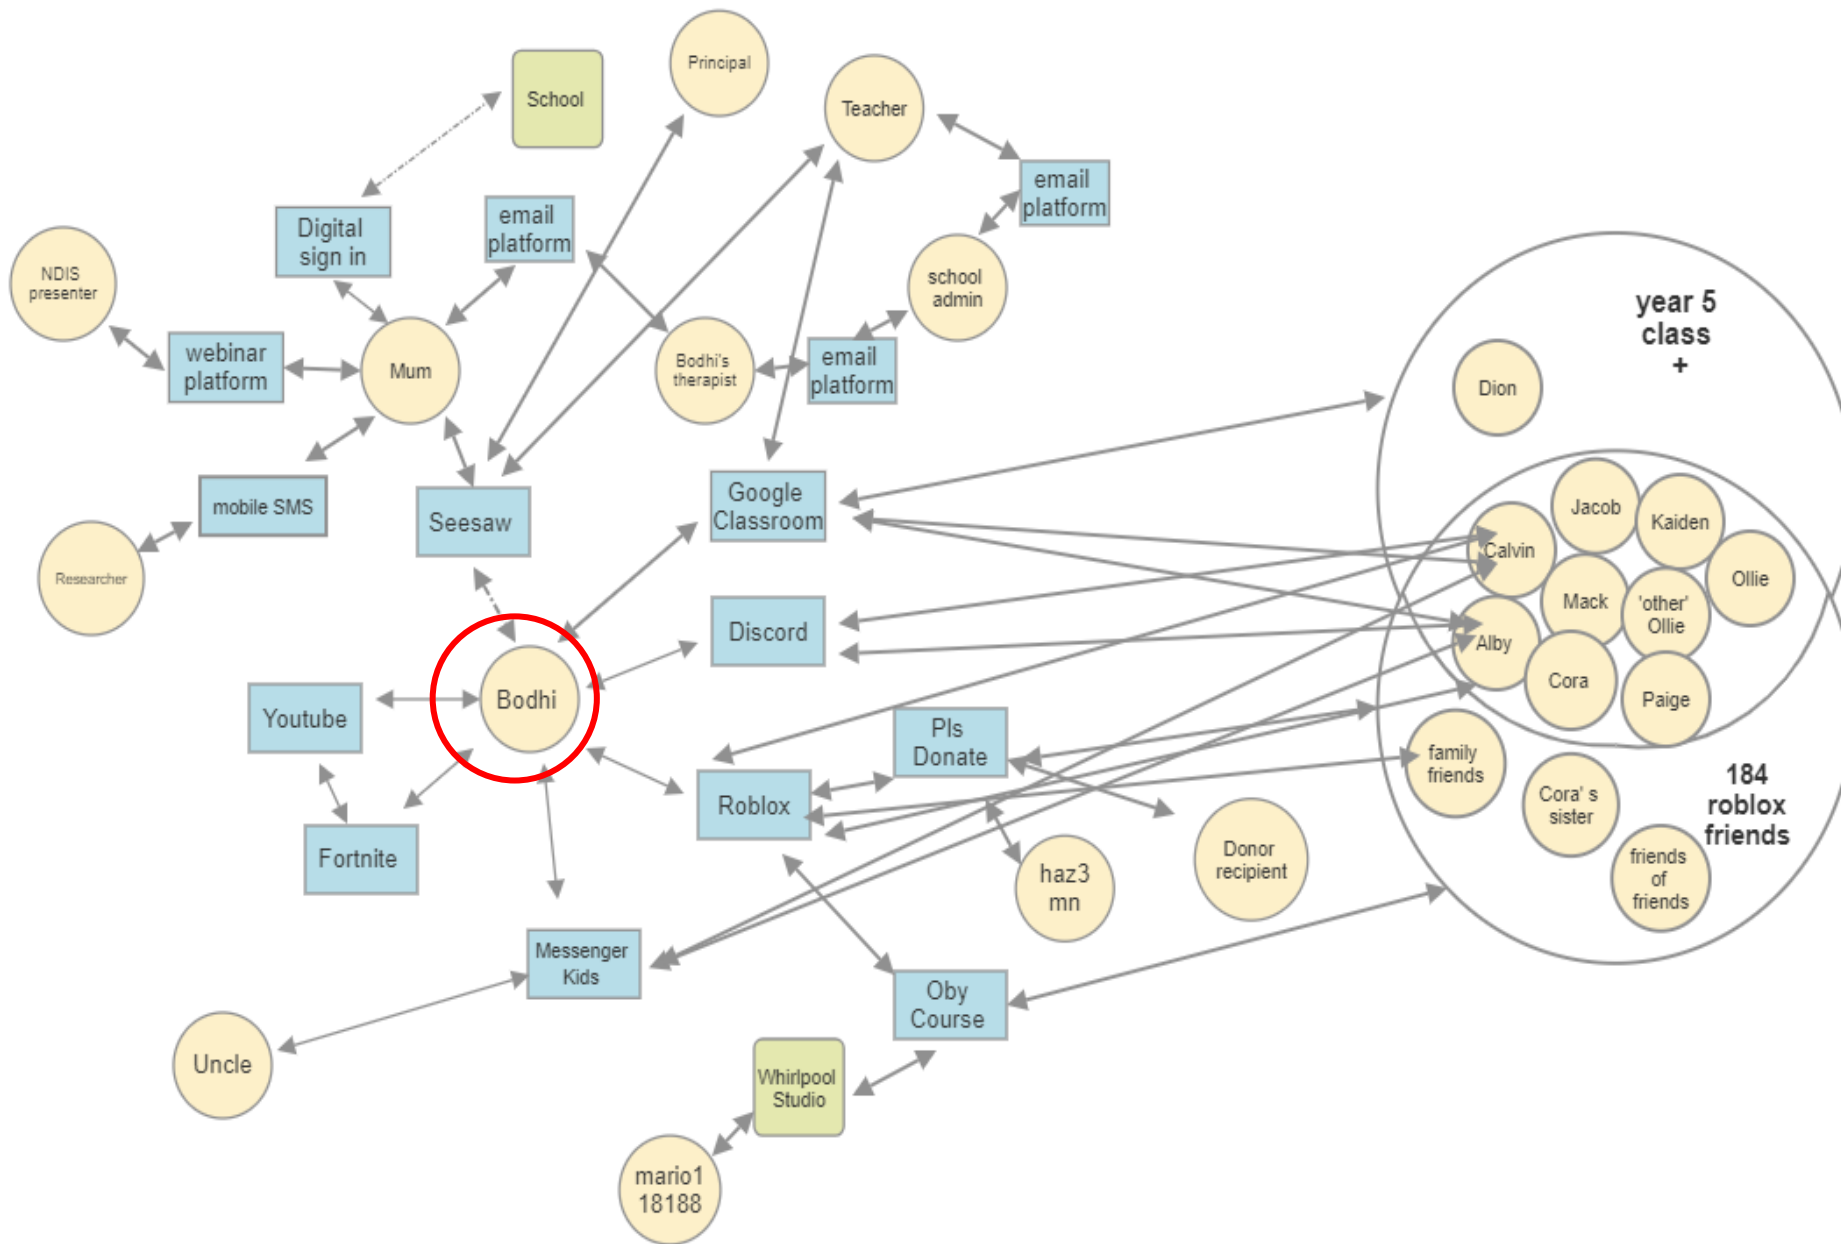 Principal
School
Teacher
email
platform
email
platform
Digital
sign in
NDIS
presenter
school
admin
year 5
class
+
webinar
platform
Mum
Bodhi's
therapist
email
platform
Dion
mobile SMS
Seesaw
Google
Classroom
Jacob
Kaiden
Calvin
Ollie
Researcher
Mack
'other'
Ollie
Discord
Alby
Cora
Paige
Bodhi
Youtube
Pls
Donate
family
friends
184
roblox
friends
Roblox
Cora' s
sister
Fortnite
haz3
mn
Donor
recipient
friends
of
friends
Messenger
Kids
Oby
Course
Uncle
Whirlpool
Studio
mario1
18188